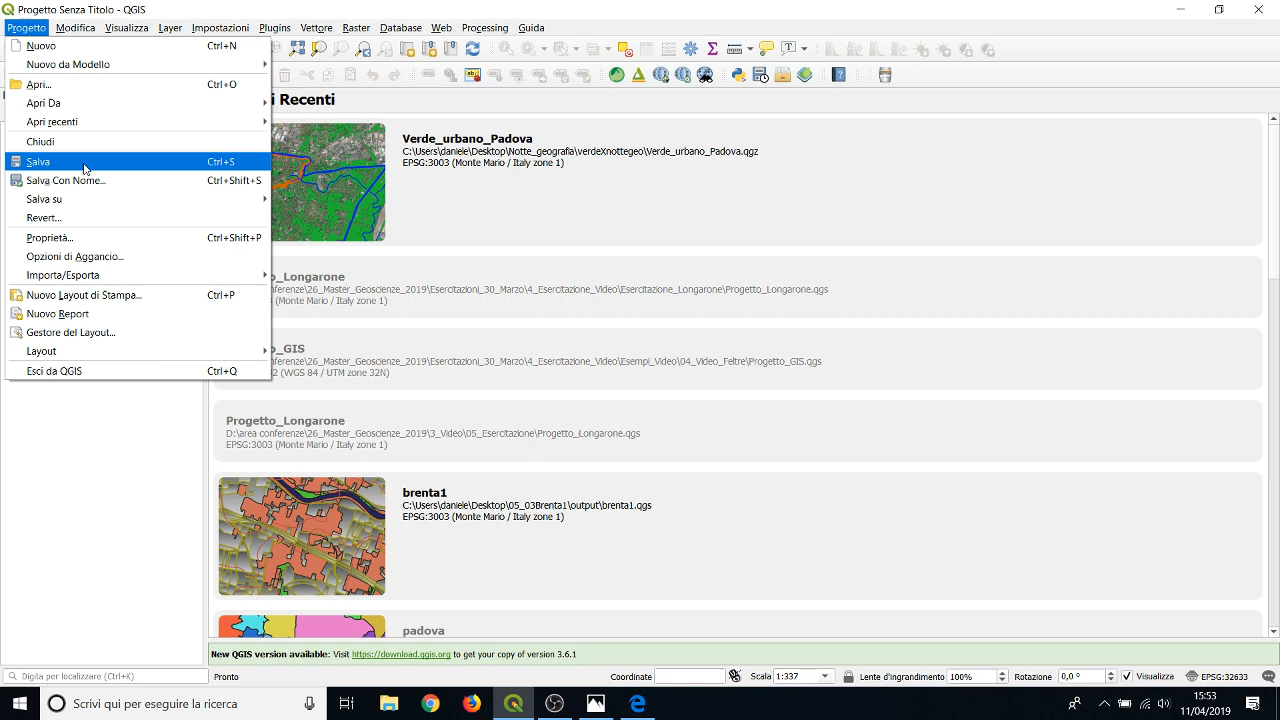 Progetto Senza Titolo - QGIS
Progetto Modifica Visualizza Layer Impostazioni Plugins Vettore Raster Database Web Processing Guida
Nuovo Ctrl+N
Nuovo da Modello
Apri... Ctrl+O
Apri Da
Apri recenti
Chiudi
Salva Ctrl+S
Salva Con Nome... Ctrl+Shift+S
Salva su
Revert...
Proprietà... Ctrl+Shift+P
Opzioni di Aggancio...
Importa/Esporta
Nuovo Layout di Stampa... Ctrl+P
Nuovo Report
Gestore del Layout...
Layout
Esci da QGIS Ctrl+Q
i Recenti
Verde_urbano_Padova
C:\Users\daniele\Desktop\Notte_geografia\verde\nottegeo\Verde_urbano_Padova.qgz
EPSG:3003 (Monte Mario / Italy zone 1)
o_Longarone
\26_Master_Geoscienze_2019\Esercitazioni_30_Marzo\4_Esercitazione_Video\Esercitazione_Longarone\Progetto_Longarone.qgs
(Monte Mario / Italy zone 1)
o_GIS
\26_Master_Geoscienze_2019\Esercitazioni_30_Marzo\4_Esercitazione_Video\Esempi_Video\04_Video_Feltre\Progetto_GIS.qgs
2 (WGS 84 / UTM zone 32N)
Progetto_Longarone
D:\area conferenze\26_Master_Geoscienze_2019\3_Video\05_Esercitazione\Progetto_Longarone.qgs
EPSG:3003 (Monte Mario / Italy zone 1)
brenta1
C:\Users\daniele\Desktop\05_03Brenta1\output\brenta1.qgs
EPSG:3003 (Monte Mario / Italy zone 1)
padova
New QGIS version available: Visit https://download.qgis.org to get your copy of version 3.6.1
Digita per localizzare (Ctrl+K) Pronto Coordinate Scala 1:337 Lente d'ingrandimento 100% Rotazione 0,0 ° Visualizza EPSG:32633
Scrivi qui per eseguire la ricerca
15:53
11/04/2019